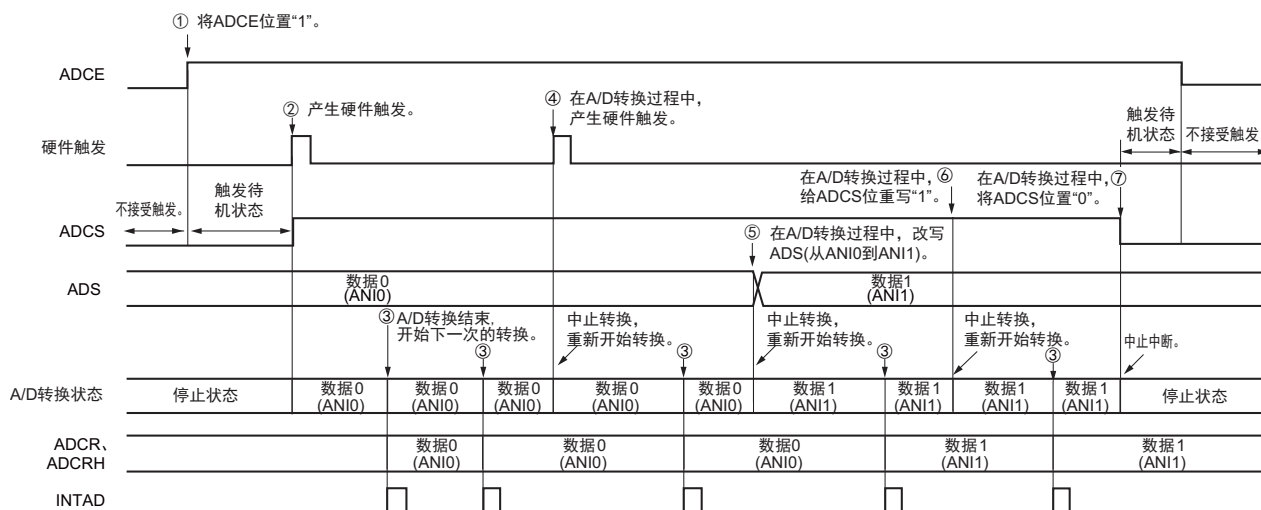 ① 将ADCE位置“1”。
ADCE
② 产生硬件触发。
④ 在A/D转换过程中，
产生硬件触发。
硬件触发
触发待
机状态
不接受触发
在A/D转换过程中，⑥
给ADCS位重写“1”。
在A/D转换过程中，⑦
将ADCS位置“0”。
不接受触发。
触发待
机状态
ADCS
⑤ 在A/D转换过程中，改写
ADS(从ANI0到ANI1)。
ADS
数据0
(ANI0)
数据1
(ANI1)
③ A/D转换结束，
开始下一次的转换。
③
中止转换，
重新开始转换。
③
中止转换，
重新开始转换。
③
中止转换，
重新开始转换。
③
中止中断。
A/D转换状态
停止状态
数据0
(ANI0)
数据0
(ANI0)
数据0
(ANI0)
数据0
(ANI0)
数据0
(ANI0)
数据1
(ANI1)
数据1
(ANI1)
数据1
(ANI1)
数据1
(ANI1)
停止状态
ADCR、
ADCRH
数据0
(ANI0)
数据0
(ANI0)
数据0
(ANI0)
数据1
(ANI1)
数据1
(ANI1)
INTAD